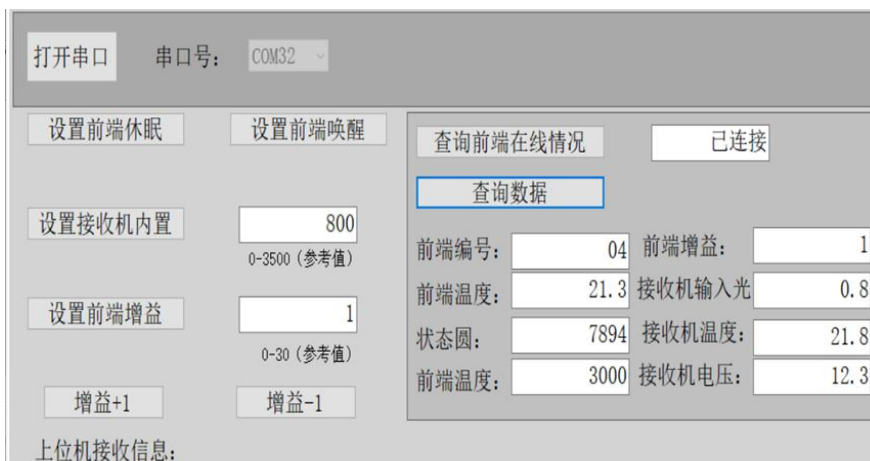 打开串口 串口号: COM32
设置前端休眠 设置前端唤醒
查询前端在线情况 已连接
查询数据
设置接收机内置 800
0-3500 (参考值)
前端编号: 04 前端增益: 1
前端温度: 21.3 接收机输入光 0.8
设置前端增益 1
0-30 (参考值)
状态圆: 7894 接收机温度: 21.8
前端温度: 3000 接收机电压: 12.3
增益+1 增益-1
上位机接收信息: